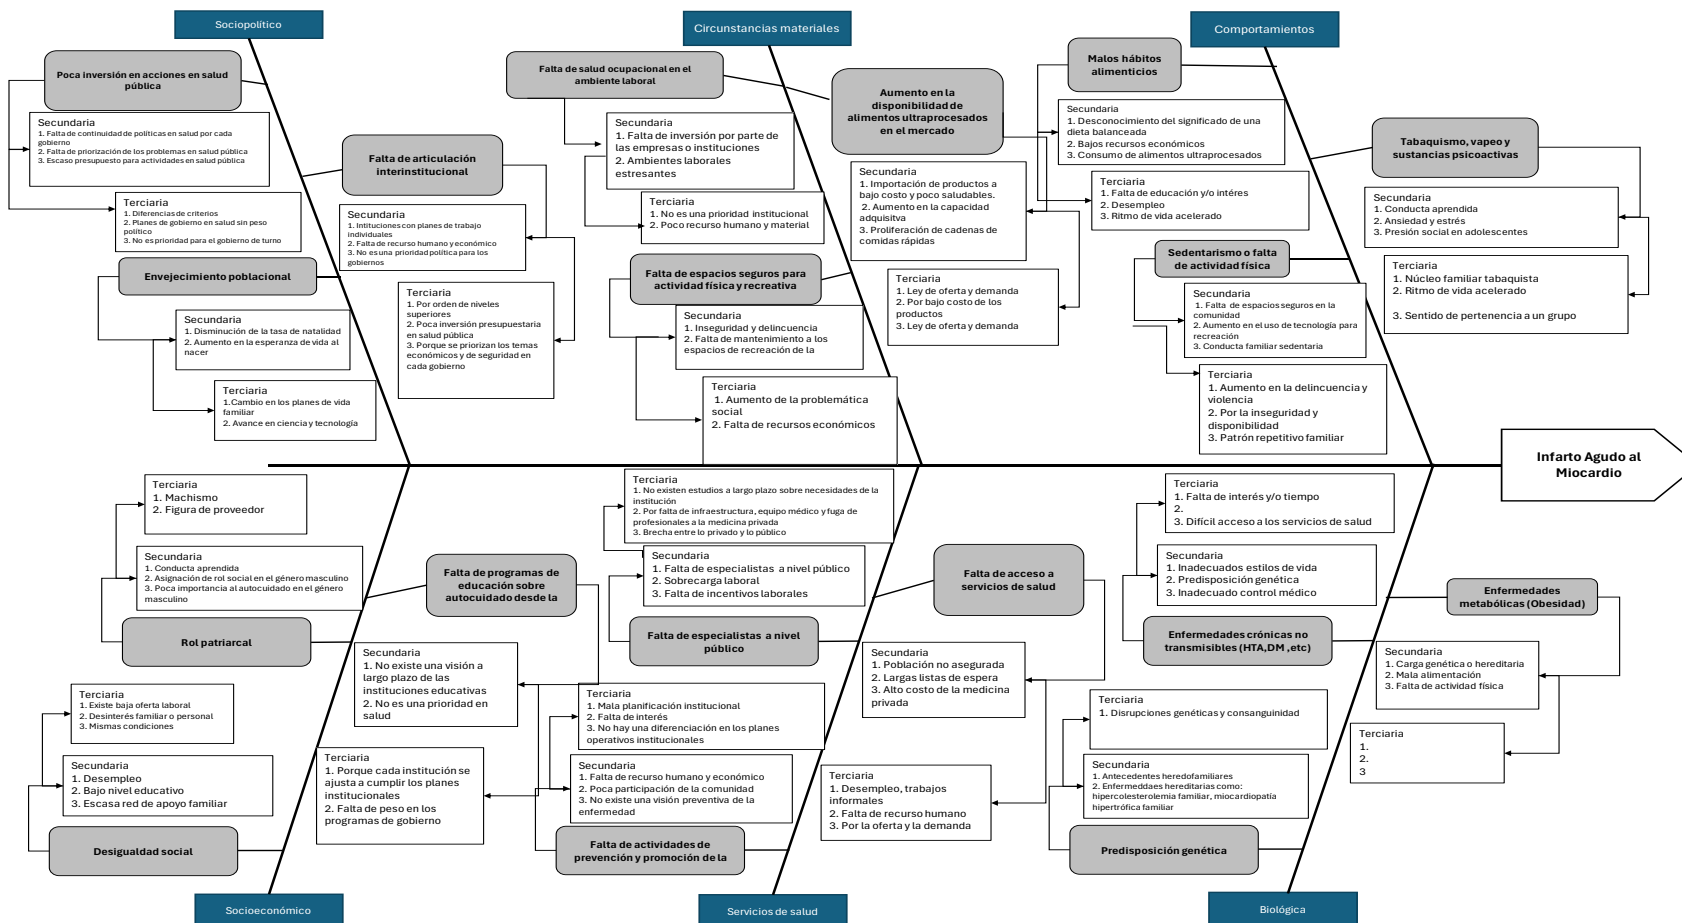 Sociopolítico
Circunstancias materiales
Comportamientos
Poca inversión en acciones en salud
pública
Secundaria
1. Falta de continuidad de políticas en salud por cada
gobierno
2. Falta de priorización de los problemas en salud pública
3. Escaso presupuesto para actividades en salud pública
Terciaria
1. Diferencias de criterios
2. Planes de gobierno en salud sin peso
político
3. No es prioridad para el gobierno de turno
Falta de articulación
interinstitucional
Secundaria
1. Intituciones con planes de trabajo
individuales
2. Falta de recurso humano y económico
3. No es una prioridad política para los
gobiernos
Terciaria
1. Por orden de niveles
superiores
2. Poca inversión presupuestaria
en salud pública
3. Porque se priorizan los temas
económicos y de seguridad en
cada gobierno
Envejecimiento poblacional
Secundaria
1. Disminución de la tasa de natalidad
2. Aumento en la esperanza de vida al
nacer
Terciaria
1.Cambio en los planes de vida
familiar
2. Avance en ciencia y tecnología
Falta de salud ocupacional en el
ambiente laboral
Secundaria
1. Falta de inversión por parte de
las empresas o instituciones
2. Ambientes laborales
estresantes
Terciaria
1. No es una prioridad institucional
2. Poco recurso humano y material
Aumento en la
disponibilidad de
alimentos ultraprocesados
en el mercado
Secundaria
1. Importación de productos a
bajo costo y poco saludables.
2. Aumento en la capacidad
adquisitva
3. Proliferación de cadenas de
comidas rápidas
Terciaria
1. Ley de oferta y demanda
2. Por bajo costo de los
productos
3. Ley de oferta y demanda
Falta de espacios seguros para
actividad física y recreativa
Secundaria
1. Inseguridad y delincuencia
2. Falta de mantenimiento a los
espacios de recreación de la
Terciaria
1. Aumento de la problemática
social
2. Falta de recursos económicos
Malos hábitos
alimenticios
Secundaria
1. Desconocimiento del significado de una
dieta balanceada
2. Bajos recursos económicos
3. Consumo de alimentos ultraprocesados
Terciaria
1. Falta de educación y/o intéres
2. Desempleo
3. Ritmo de vida acelerado
Tabaquismo, vapeo y
sustancias psicoactivas
Secundaria
1. Conducta aprendida
2. Ansiedad y estrés
3. Presión social en adolescentes
Terciaria
1. Núcleo familiar tabaquista
2. Ritmo de vida acelerado
3. Sentido de pertenencia a un grupo
Sedentarismo o falta
de actividad física
Secundaria
1. Falta de espacios seguros en la
comunidad
2. Aumento en el uso de tecnología para
recreación
3. Conducta familiar sedentaria
Terciaria
1. Aumento en la delincuencia y
violencia
2. Por la inseguridad y
disponibilidad
3. Patrón repetitivo familiar
Infarto Agudo al
Miocardio
Terciaria
1. Machismo
2. Figura de proveedor
Secundaria
1. Conducta aprendida
2. Asignación de rol social en el género masculino
3. Poca importancia al autocuidado en el género
masculino
Rol patriarcal
Falta de programas de
educación sobre
autocuidado desde la
Secundaria
1. No existe una visión a
largo plazo de las
instituciones educativas
2. No es una prioridad en
salud
Terciaria
1. Porque cada institución se
ajusta a cumplir los planes
institucionales
2. Falta de peso en los
programas de gobierno
Terciaria
1. Existe baja oferta laboral
2. Desinterés familiar o personal
3. Mismas condiciones
Secundaria
1. Desempleo
2. Bajo nivel educativo
3. Escasa red de apoyo familiar
Desigualdad social
Terciaria
1. No existen estudios a largo plazo sobre necesidades de la
institución
2. Por falta de infraestructura, equipo médico y fuga de
profesionales a la medicina privada
3. Brecha entre lo privado y lo público
Secundaria
1. Falta de especialistas a nivel público
2. Sobrecarga laboral
3. Falta de incentivos laborales
Falta de especialistas a nivel
público
Falta de acceso a
servicios de salud
Secundaria
1. Población no asegurada
2. Largas listas de espera
3. Alto costo de la medicina
privada
Terciaria
1. Desempleo, trabajos
informales
2. Falta de recurso humano
3. Por la oferta y la demanda
Terciaria
1. Mala planificación institucional
2. Falta de interés
3. No hay una diferenciación en los planes
operativos institucionales
Secundaria
1. Falta de recurso humano y económico
2. Poca participación de la comunidad
3. No existe una visión preventiva de la
enfermedad
Falta de actividades de
prevención y promoción de la
Terciaria
1. Falta de interés y/o tiempo
2.
3. Difícil acceso a los servicios de salud
Secundaria
1. Inadecuados estilos de vida
2. Predisposición genética
3. Inadecuado control médico
Enfermedades crónicas no
transmisibles (HTA,DM ,etc)
Enfermedades
metabólicas (Obesidad)
Secundaria
1. Carga genética o hereditaria
2. Mala alimentación
3. Falta de actividad física
Terciaria
1.
2.
3
Terciaria
1. Disrupciones genéticas y consanguinidad
Secundaria
1. Antecedentes heredofamiliares
2. Enfermeddaes hereditarias como:
hipercolesterolemia familiar, miocardiopatía
hipertrófica familiar
Predisposición genética
Socioeconómico
Servicios de salud
Biológica